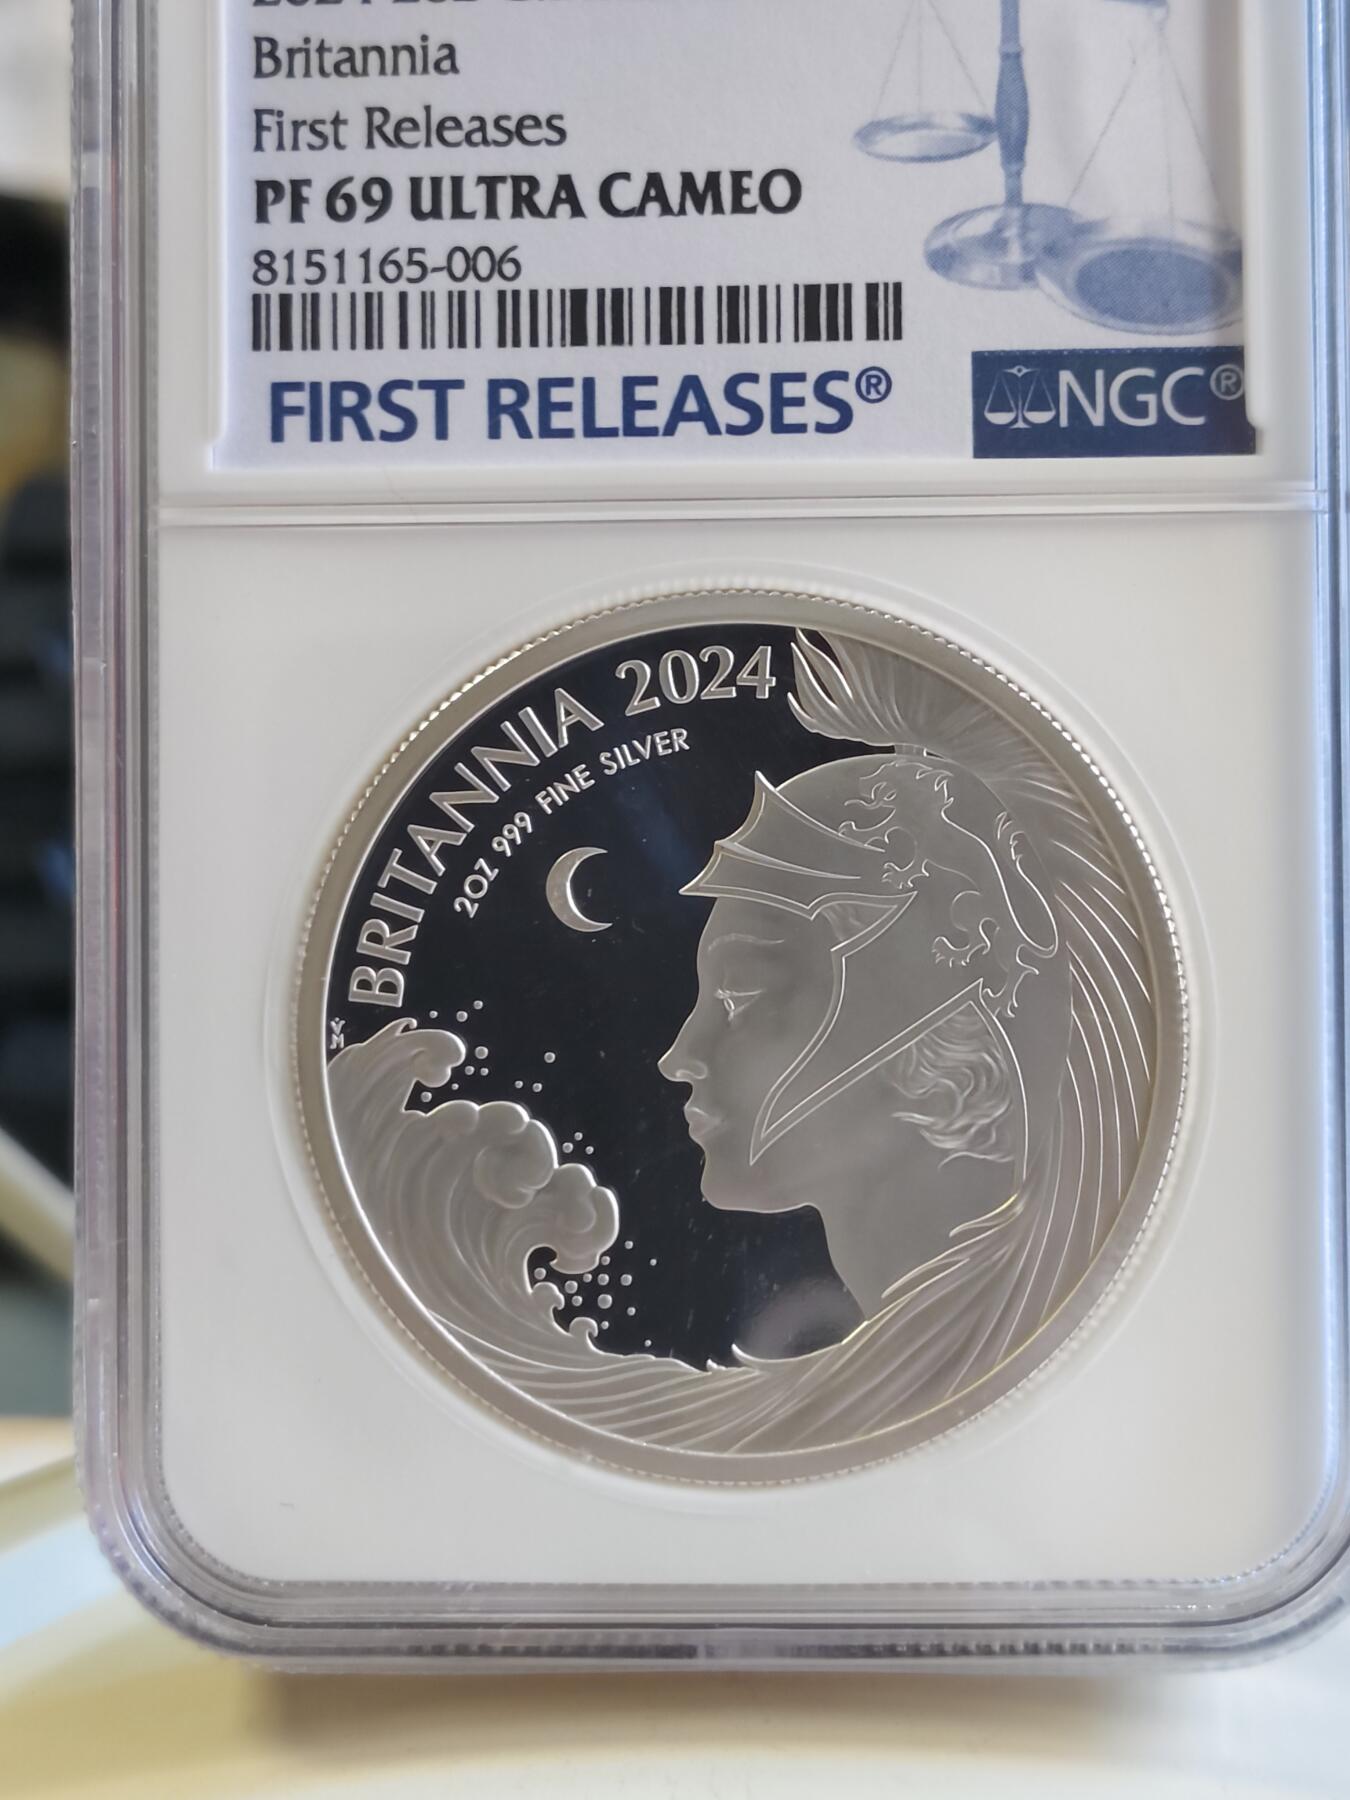 Britannia
First Releases
PF 69 ULTRA CAMEO
8151165-006
FIRST RELEASES®
NGC®
BRITANNIA 2024
2OZ 999 FINE SILVER